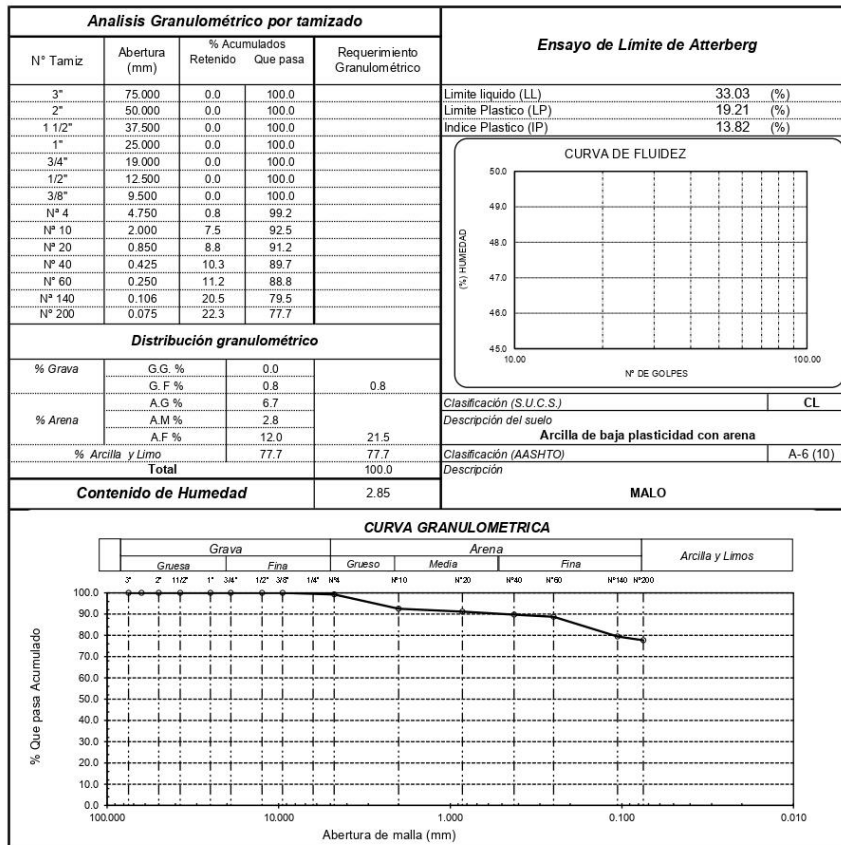 Analisis Granulométrico por tamizado
N° Tamiz Abertura (mm) % Acumulados Retenido Que pasa Requerimiento Granulométrico
3" 75.000 0.0 100.0
2" 50.000 0.0 100.0
1 1/2" 37.500 0.0 100.0
1" 25.000 0.0 100.0
3/4" 19.000 0.0 100.0
1/2" 12.500 0.0 100.0
3/8" 9.500 0.0 100.0
Nª 4 4.750 0.8 99.2
Nª 10 2.000 7.5 92.5
Nª 20 0.850 8.8 91.2
Nª 40 0.425 10.3 89.7
Nª 60 0.250 11.2 88.8
Nª 140 0.106 20.5 79.5
Nª 200 0.075 22.3 77.7
Distribución granulométrico
% Grava G.G. % 0.0
G. F % 0.8 0.8
A.G % 6.7
% Arena A.M % 2.8
A.F % 12.0 21.5
% Arcilla y Limo 77.7 77.7
Total 100.0
Contenido de Humedad 2.85
Ensayo de Límite de Atterberg
Limite liquido (LL) 33.03 (%)
Limite Plastico (LP) 19.21 (%)
Indice Plastico (IP) 13.82 (%)
CURVA DE FLUIDEZ
50.0
49.0
48.0
47.0
46.0
45.0
(%) HUMEDAD
10.00 100.00
Nº DE GOLPES
Clasificación (S.U.C.S.) CL
Descripción del suelo
Arcilla de baja plasticidad con arena
Clasificación (AASHTO) A-6 (10)
Descripción
MALO
CURVA GRANULOMETRICA
Grava Arena Arcilla y Limos
Gruesa Fina Grueso Media Fina
3" 2" 11/2" 1" 3/4" 1/2" 3/8" 1/4" N°4 N°10 N°20 N°40 N°60 N°140 N°200
100.0
90.0
80.0
70.0
60.0
50.0
40.0
30.0
20.0
10.0
0.0
% Que pasa Acumulado
100.000 10.000 1.000 0.100 0.010
Abertura de malla (mm)